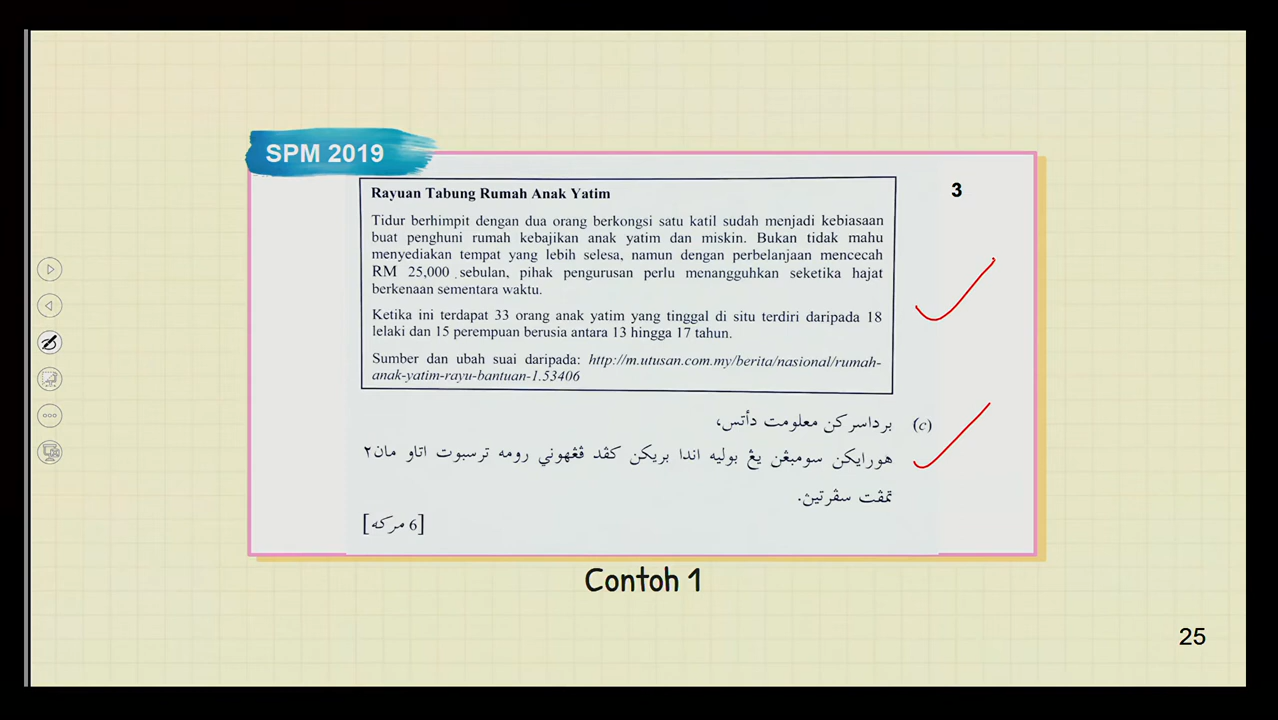 SPM 2019
3
Rayuan Tabung Rumah Anak Yatim
Tidur berhimpit dengan dua orang berkongsi satu katil sudah menjadi kebiasaan
buat penghuni rumah kebajikan anak yatim dan miskin. Bukan tidak mahu
menyediakan tempat yang lebih selesa, namun dengan perbelanjaan mencecah
RM 25,000 sebulan, pihak pengurusan perlu menangguhkan seketika hajat
berkenaan sementara waktu.
Ketika ini terdapat 33 orang anak yatim yang tinggal di situ terdiri daripada 18
lelaki dan 15 perempuan berusia antara 13 hingga 17 tahun.
Sumber dan ubah suai daripada: http://m.utusan.com.my/berita/nasional/rumah-
anak-yatim-rayu-bantuan-1.53406
(c) برداسركن معلومت دأتس،
هورايكن سومبڠن يڠ بوليه اندا بريكن كڤد ڤڠهوني رومه ترسبوت اتاو مان٢
تمڤت سڤرتين.
[6 مركه]
Contoh 1
25